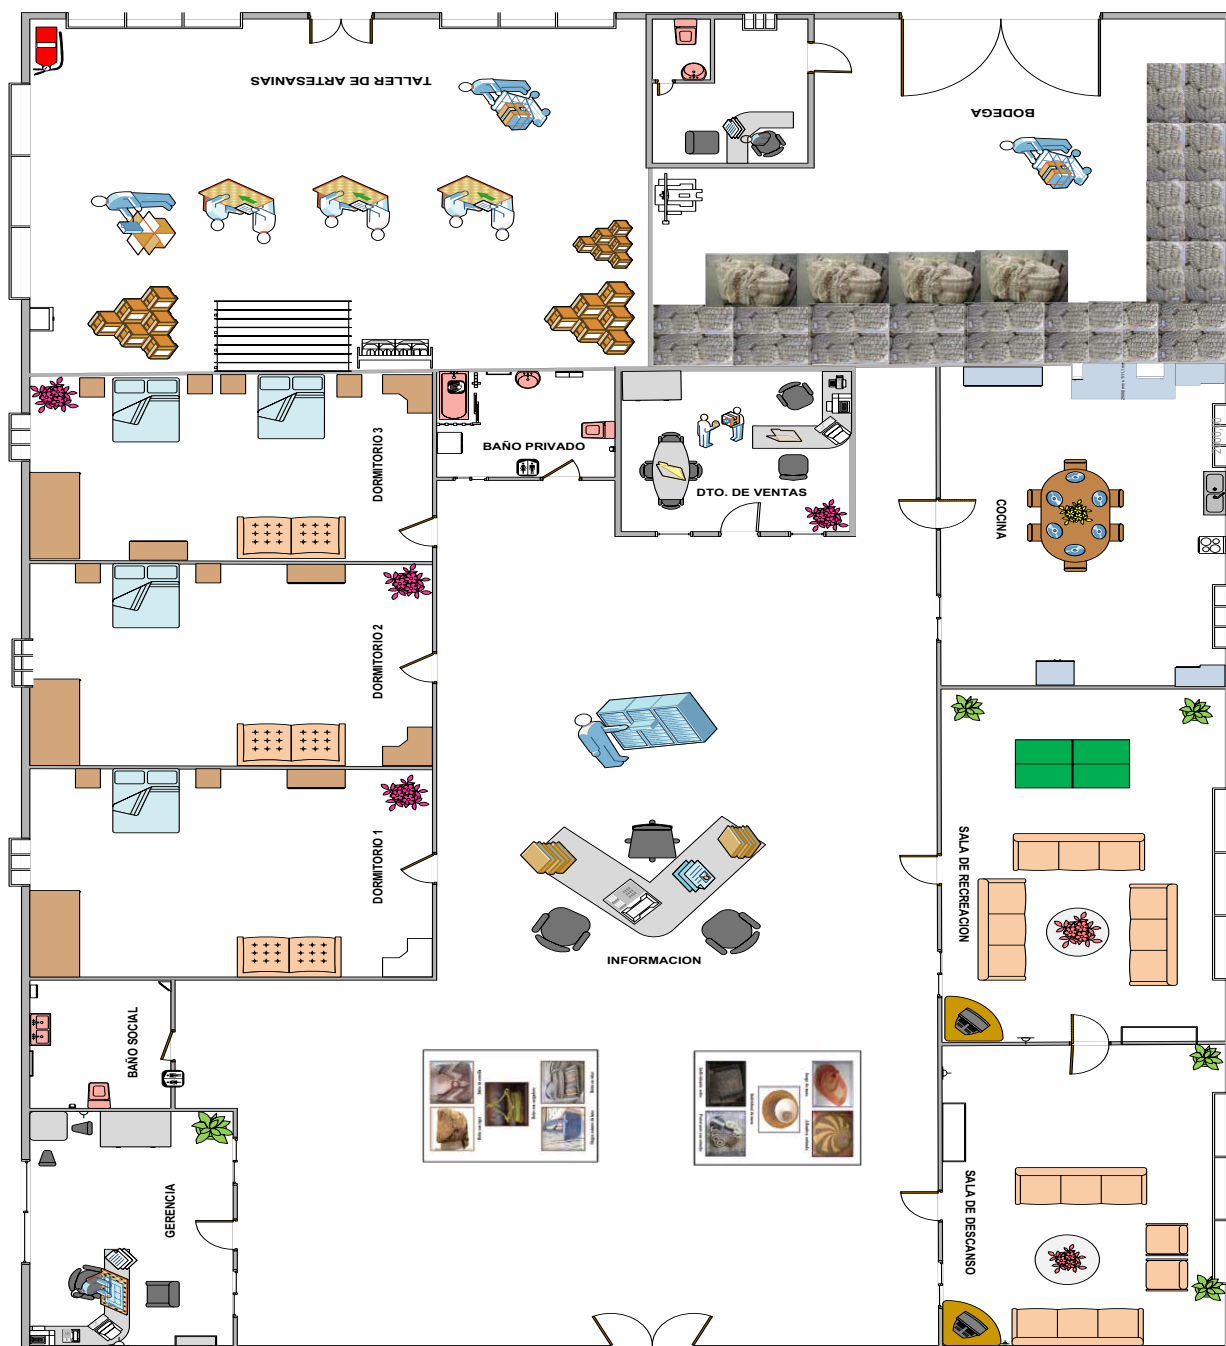 TALLER DE ARTESANIAS
BODEGA
DORMITORIO 3
BAÑO PRIVADO
DTO. DE VENTAS
COCINA
DORMITORIO 2
DORMITORIO 1
SALA DE RECREACION
INFORMACION
BAÑO SOCIAL
GERENCIA
SALA DE DESCANSO